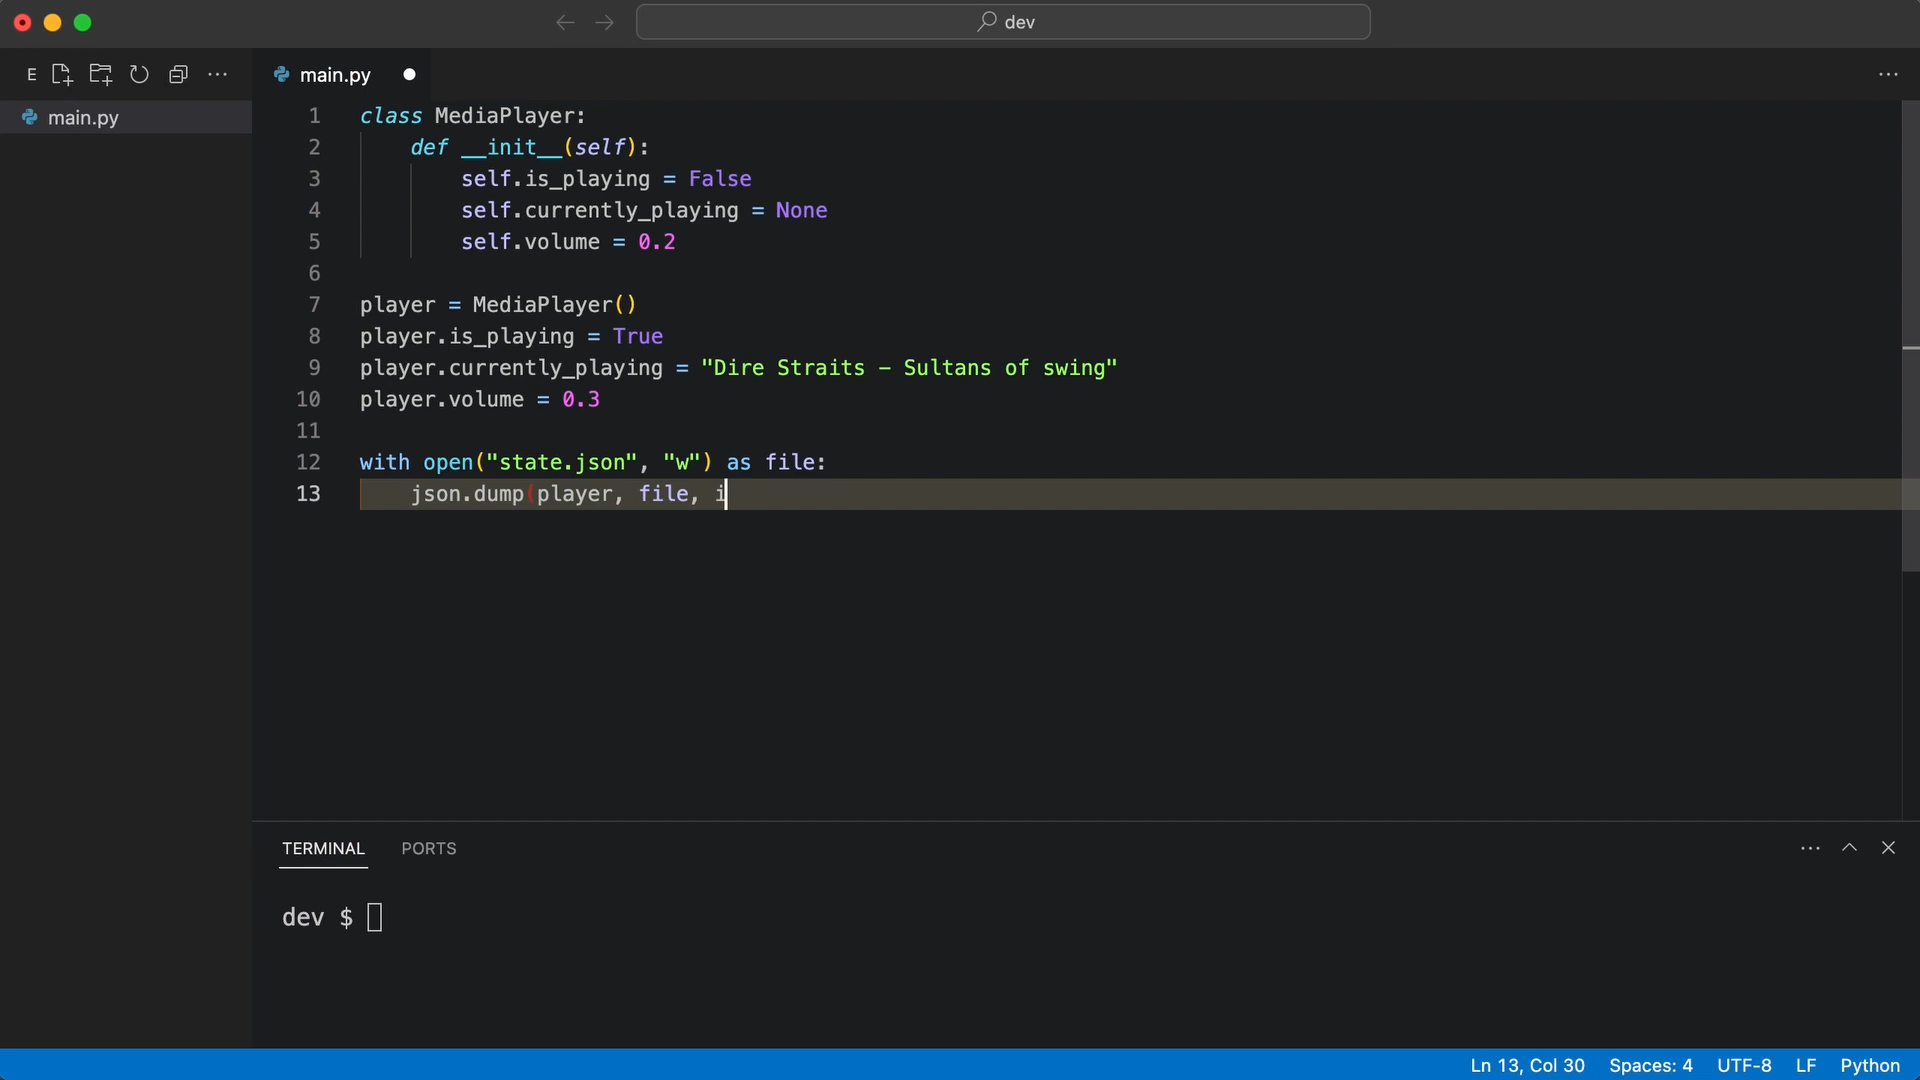 dev
E
main.py
main.py
1 class MediaPlayer:
2 def __init__(self):
3 self.is_playing = False
4 self.currently_playing = None
5 self.volume = 0.2
6
7 player = MediaPlayer()
8 player.is_playing = True
9 player.currently_playing = "Dire Straits – Sultans of swing"
10 player.volume = 0.3
11
12 with open("state.json", "w") as file:
13 json.dump(player, file, i
TERMINAL PORTS
dev $
Ln 13, Col 30 Spaces: 4 UTF-8 LF Python